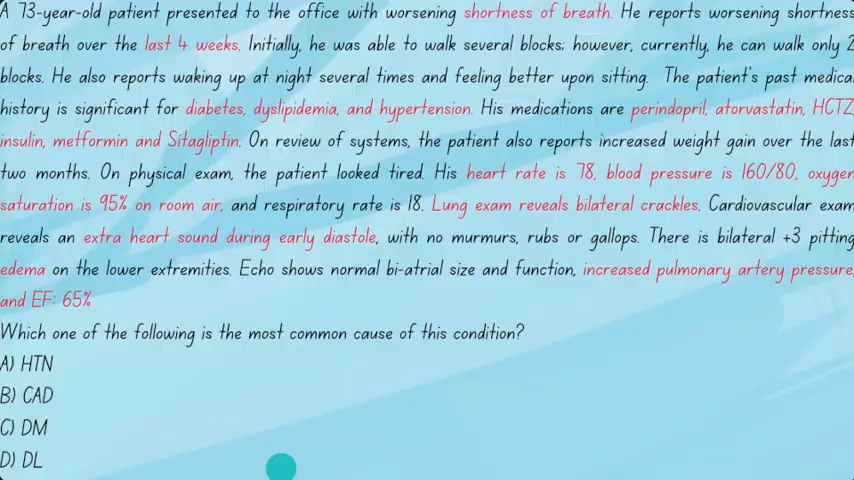 A 73-year-old patient presented to the office with worsening shortness of breath. He reports worsening shortness
of breath over the last 4 weeks. Initially, he was able to walk several blocks; however, currently, he can walk only 2
blocks. He also reports waking up at night several times and feeling better upon sitting. The patient's past medical
history is significant for diabetes, dyslipidemia, and hypertension. His medications are perindopril, atorvastatin, HCTZ,
insulin, metformin and Sitagliptin. On review of systems, the patient also reports increased weight gain over the last
two months. On physical exam, the patient looked tired. His heart rate is 78, blood pressure is 160/80, oxygen
saturation is 95% on room air, and respiratory rate is 18. Lung exam reveals bilateral crackles. Cardiovascular exam
reveals an extra heart sound during early diastole, with no murmurs, rubs or gallops. There is bilateral +3 pitting
edema on the lower extremities. Echo shows normal bi-atrial size and function, increased pulmonary artery pressure,
and EF: 65%
Which one of the following is the most common cause of this condition?
A) HTN
B) CAD
C) DM
D) DL